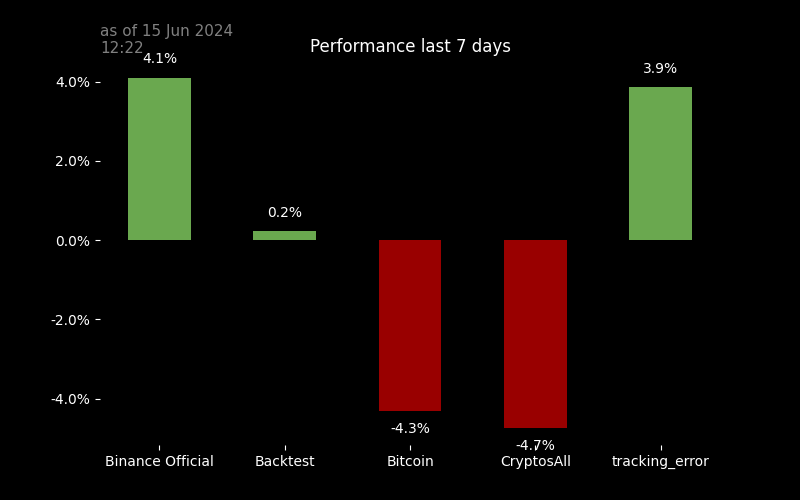 as of 15 Jun 2024
12:22
Performance last 7 days
4.1%
0.2%
-4.3%
-4.7%
3.9%
4.0%
2.0%
0.0%
-2.0%
-4.0%
Binance Official
Backtest
Bitcoin
CryptosAll
tracking_error